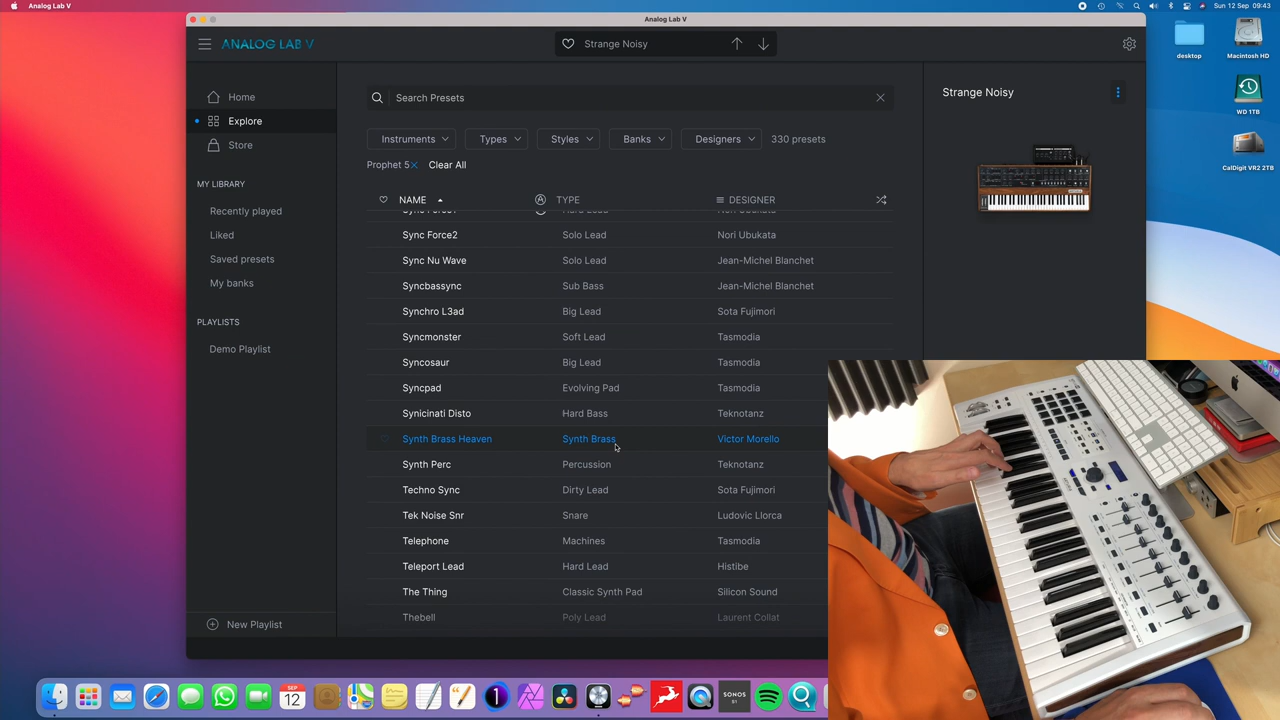 Analog Lab V
Sun 12 Sep 09:43
Analog Lab V
ANALOG LAB V
Strange Noisy
desktop
Macintosh HD
WD 1TB
CalDigit VR2 2TB
Home
Explore
Store
MY LIBRARY
Recently played
Liked
Saved presets
My banks
PLAYLISTS
Demo Playlist
New Playlist
Search Presets
Instruments
Types
Styles
Banks
Designers
330 presets
Prophet 5
Clear All
NAME
TYPE
DESIGNER
Sync Force2 Solo Lead Nori Ubukata
Sync Nu Wave Solo Lead Jean-Michel Blanchet
Syncbassync Sub Bass Jean-Michel Blanchet
Synchro L3ad Big Lead Sota Fujimori
Syncmonster Soft Lead Tasmodia
Syncosaur Big Lead Tasmodia
Syncpad Evolving Pad Tasmodia
Synicinati Disto Hard Bass Teknotanz
Synth Brass Heaven Synth Brass Victor Morello
Synth Perc Percussion Teknotanz
Techno Sync Dirty Lead Sota Fujimori
Tek Noise Snr Snare Ludovic Llorca
Telephone Machines Tasmodia
Teleport Lead Hard Lead Histibe
The Thing Classic Synth Pad Silicon Sound
Thebell Poly Lead Laurent Collat
Strange Noisy
SEP
12
1
SONOS
S1